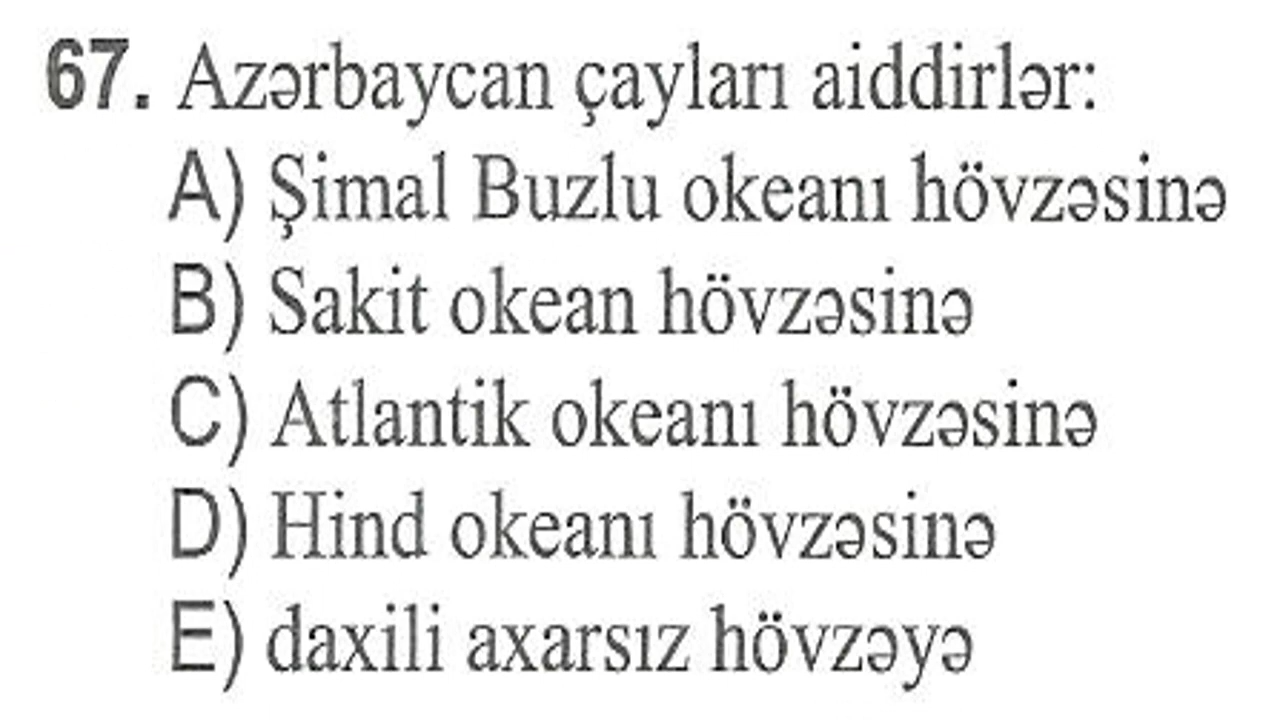 67. Azərbaycan çayları aiddirlər:
A) Şimal Buzlu okeanı hövzəsinə
B) Sakit okean hövzəsinə
C) Atlantik okeanı hövzəsinə
D) Hind okeanı hövzəsinə
E) daxili axarsız hövzəyə